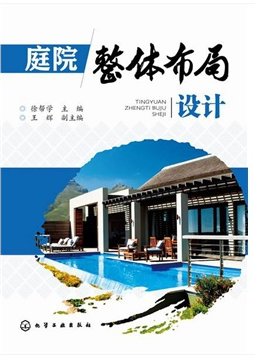 庭院
整体布局
TINGYUAN
ZHENGTI BUJU
SHEJI
设计
徐帮学 主编
王辉 副主编
化学工业出版社